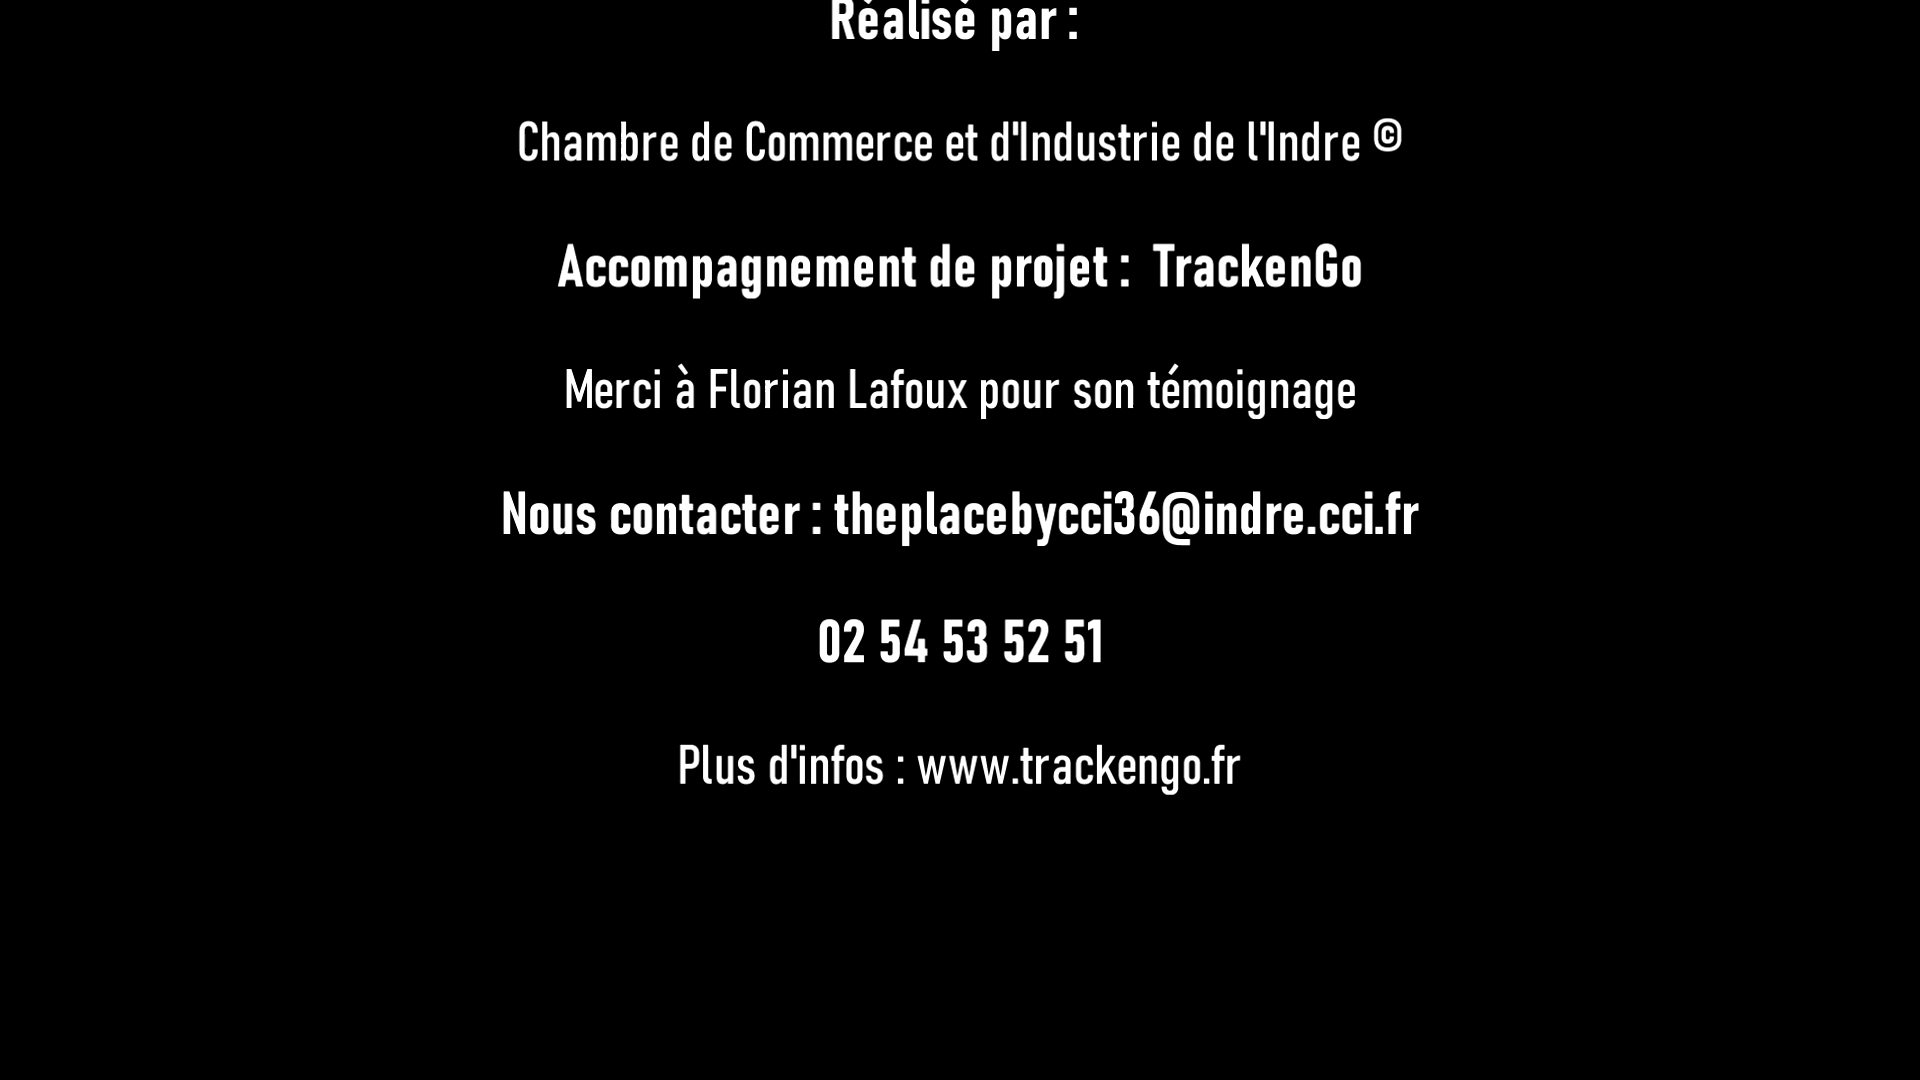 Réalisé par :
Chambre de Commerce et d'Industrie de l'Indre ©
Accompagnement de projet :  TrackenGo
Merci à Florian Lafoux pour son témoignage
Nous contacter : theplacebycci36@indre.cci.fr
02 54 53 52 51
Plus d'infos : www.trackengo.fr